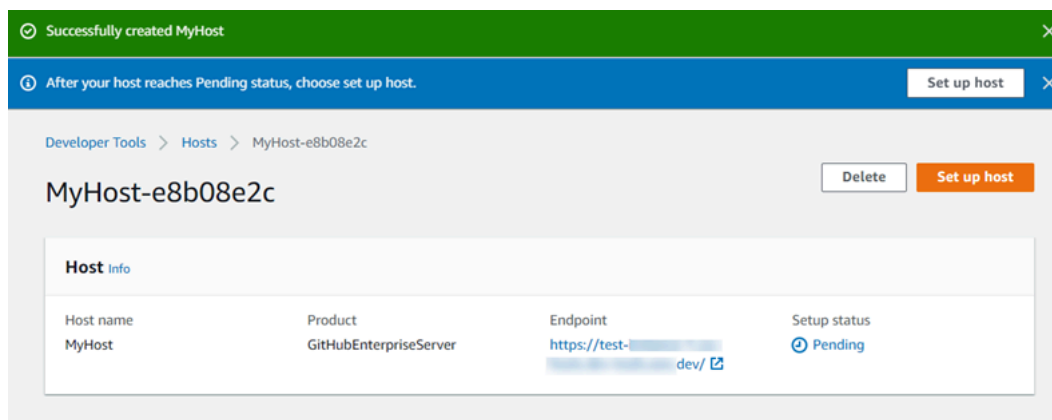 Successfully created MyHost
After your host reaches Pending status, choose set up host. Set up host
Developer Tools > Hosts > MyHost-e8b08e2c
MyHost-e8b08e2c
Delete Set up host
Host Info
Host name Product Endpoint Setup status
MyHost GitHubEnterpriseServer https://test- Pending
dev/